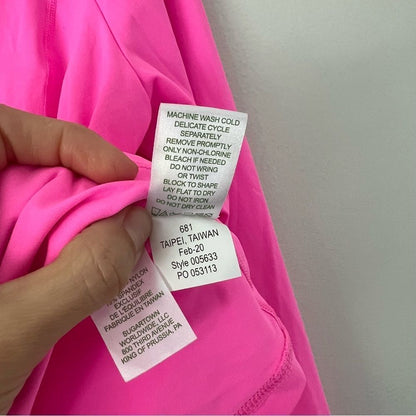 MACHINE WASH COLD
DELICATE CYCLE
SEPARATELY
REMOVE PROMPTLY
ONLY NON-CHLORINE
BLEACH IF NEEDED
DO NOT WRING
OR TWIST
BLOCK TO SHAPE
LAY FLAT TO DRY
DO NOT IRON
DO NOT DRY CLEAN
681
TAIPEI, TAIWAN
Feb-20
Style 005633
PO 053113
NYLON
SPANDEX
EXCLUSIF
DE L'EQUILIBRE
FABRIQUE EN TAIWAN
SUGARTOWN
WORLDWIDE, LLC
800 THIRD AVENUE
KING OF PRUSSIA, PA